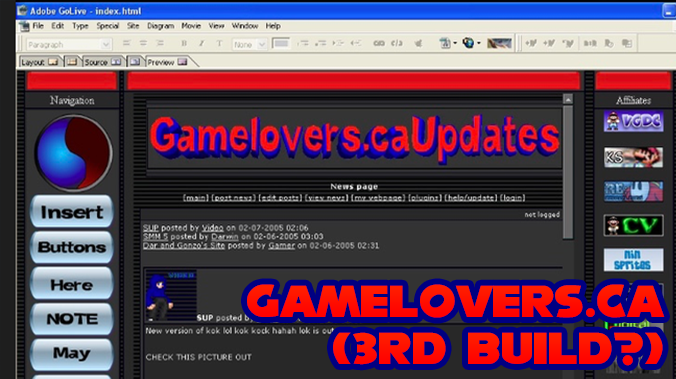 Adobe GoLive - index.html
File Edit Type Special Site Diagram Movies View Window Help
Paragraph None
Layout Source Preview
Navigation
Affiliates
Gamelovers.caUpdates
VGDC
News page
KS
[main] [post news] [edit posts] [view news] [my webpage] [plugins] [help/update] [login]
RE
Insert
not logged
SUP posted by Video on 02-07-2005 02:06
CV
SMM 5 posted by Darwin on 02-06-2005 03:03
Dar and Gonzo's Site posted by Gamer on 02-06-2005 02:31
Buttons
Nin
Sprites
Here
SUP posted b
NOTE
New version of kok lol kok kock hahah lok is out
May
CHECK THIS PICTURE OUT
GAMELOVERS.CA
(3RD BUILD?)